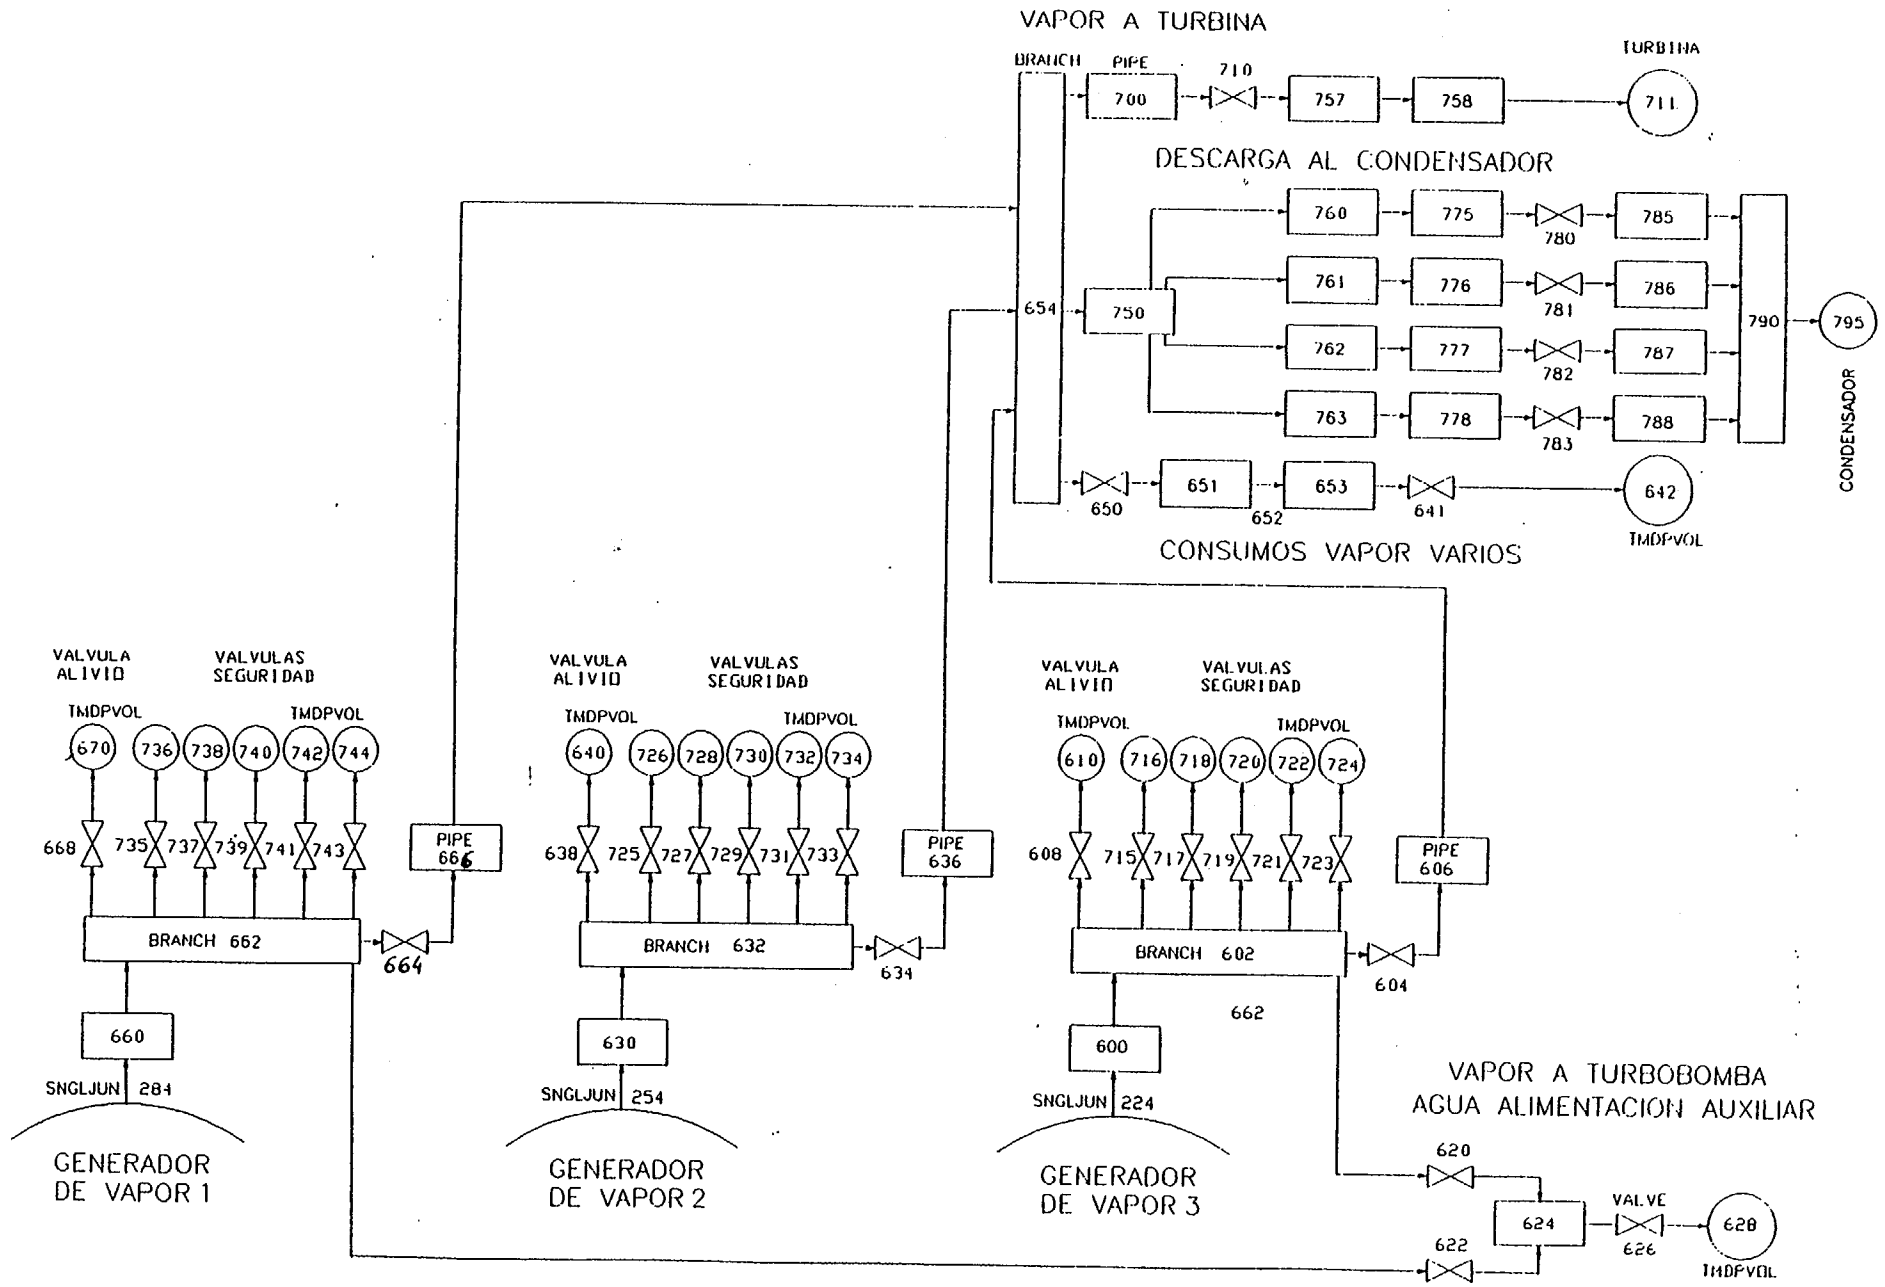 VAPOR A TURBINA
BRANCH
PIPE
710
TURBINA
700
757
758
711
DESCARGA AL CONDENSADOR
760
775
780
785
761
776
781
786
654
750
790
795
762
777
782
787
763
778
783
788
CONDENSADOR
650
651
652
653
641
642
TMDPVOL
CONSUMOS VAPOR VARIOS
VALVULA
ALIVIO
VALVULAS
SEGURIDAD
TMDPVOL
TMDPVOL
670
736
738
740
742
744
668
735
737
739
741
743
PIPE
666
BRANCH 662
664
660
SNGLJUN
284
GENERADOR
DE VAPOR 1
VALVULA
ALIVIO
VALVULAS
SEGURIDAD
TMDPVOL
TMDPVOL
640
726
728
730
732
734
638
725
727
729
731
733
PIPE
636
BRANCH 632
634
630
SNGLJUN
254
GENERADOR
DE VAPOR 2
VALVULA
ALIVIO
VALVULAS
SEGURIDAD
TMDPVOL
TMDPVOL
610
716
718
720
722
724
608
715
717
719
721
723
PIPE
606
BRANCH 602
604
662
600
SNGLJUN
224
GENERADOR
DE VAPOR 3
VAPOR A TURBOBOMBA
AGUA ALIMENTACION AUXILIAR
620
624
VALVE
626
628
TMDPVOL
622